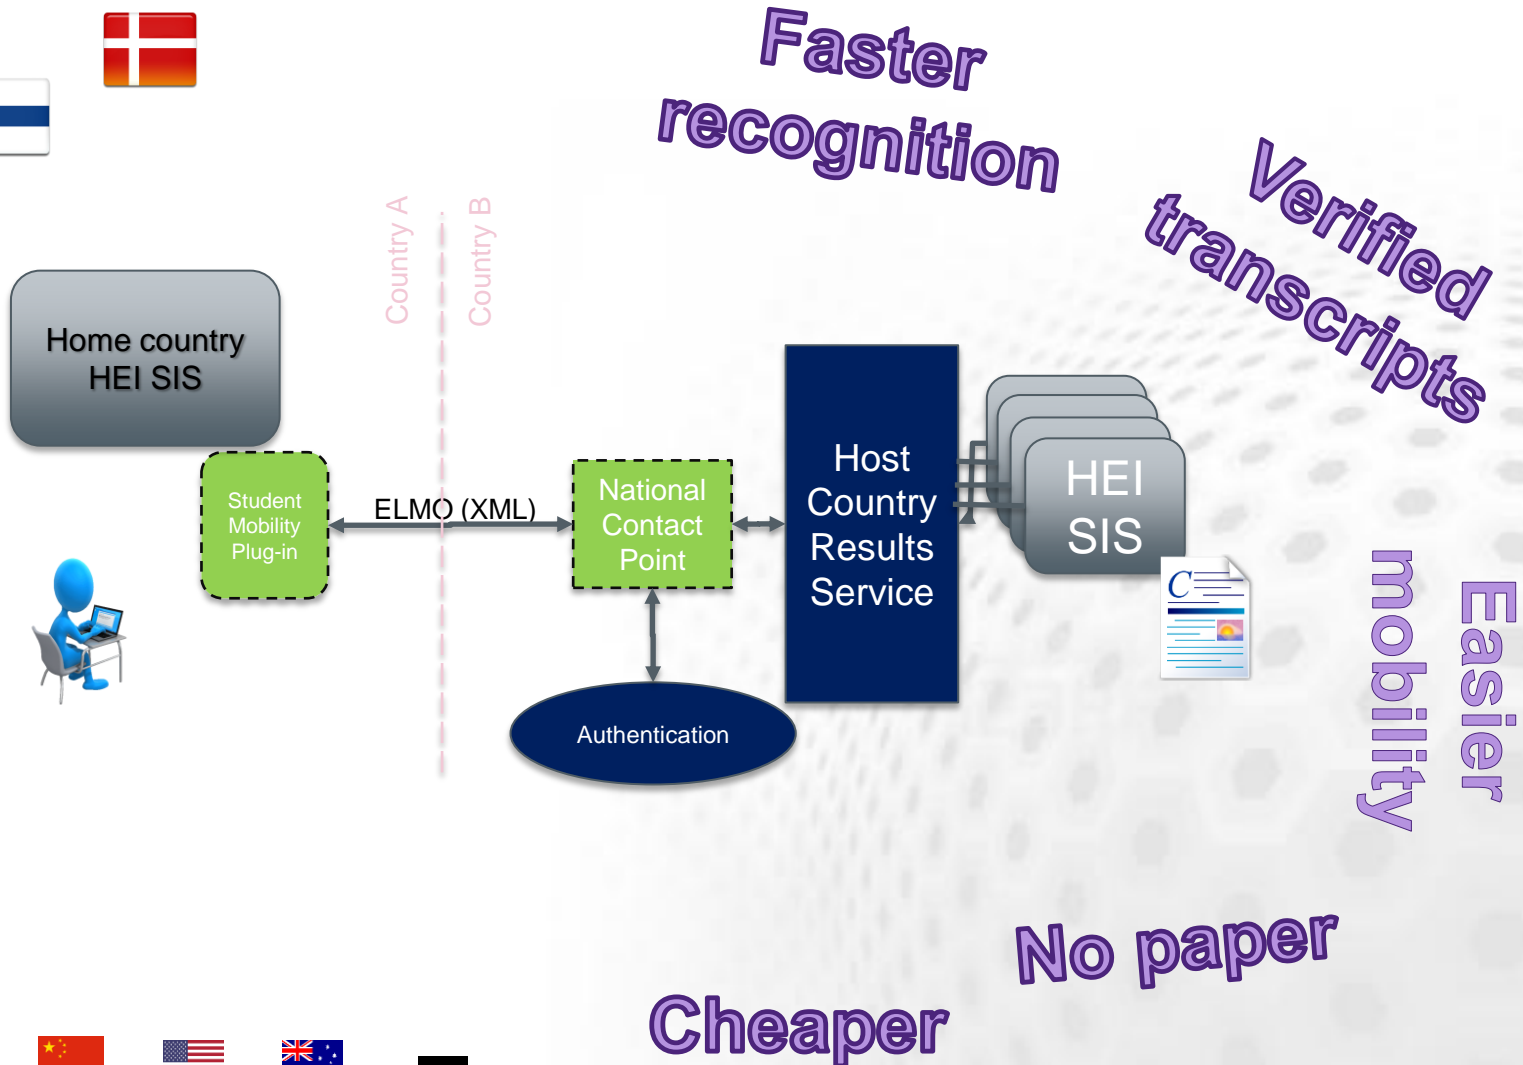 Faster
recognition
Verified
transcripts
Country A
Country B
Home country
HEI SIS
Student
Mobility
Plug-in
ELMO (XML)
National
Contact
Point
Host
Country
Results
Service
HEI
SIS
C
Authentication
Easier
mobility
No paper
Cheaper